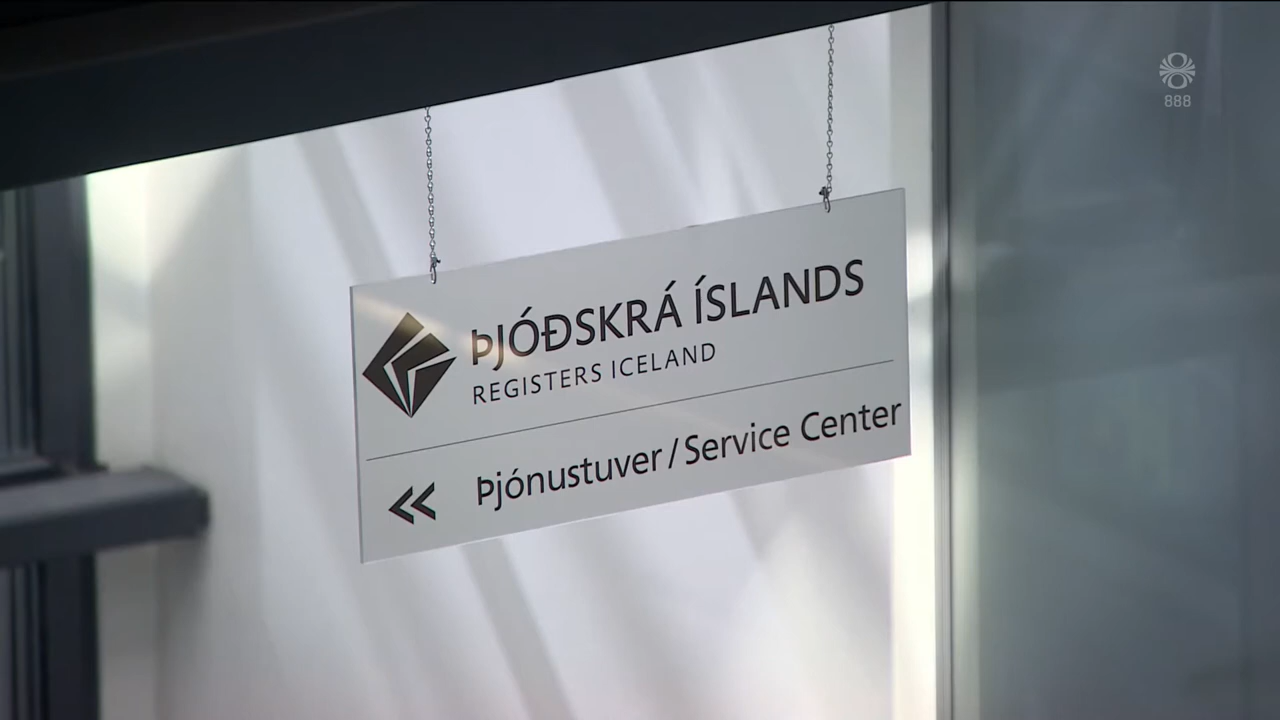 888
ÞJÓÐSKRÁ ÍSLANDS
REGISTERS ICELAND
Þjónustuver / Service Center